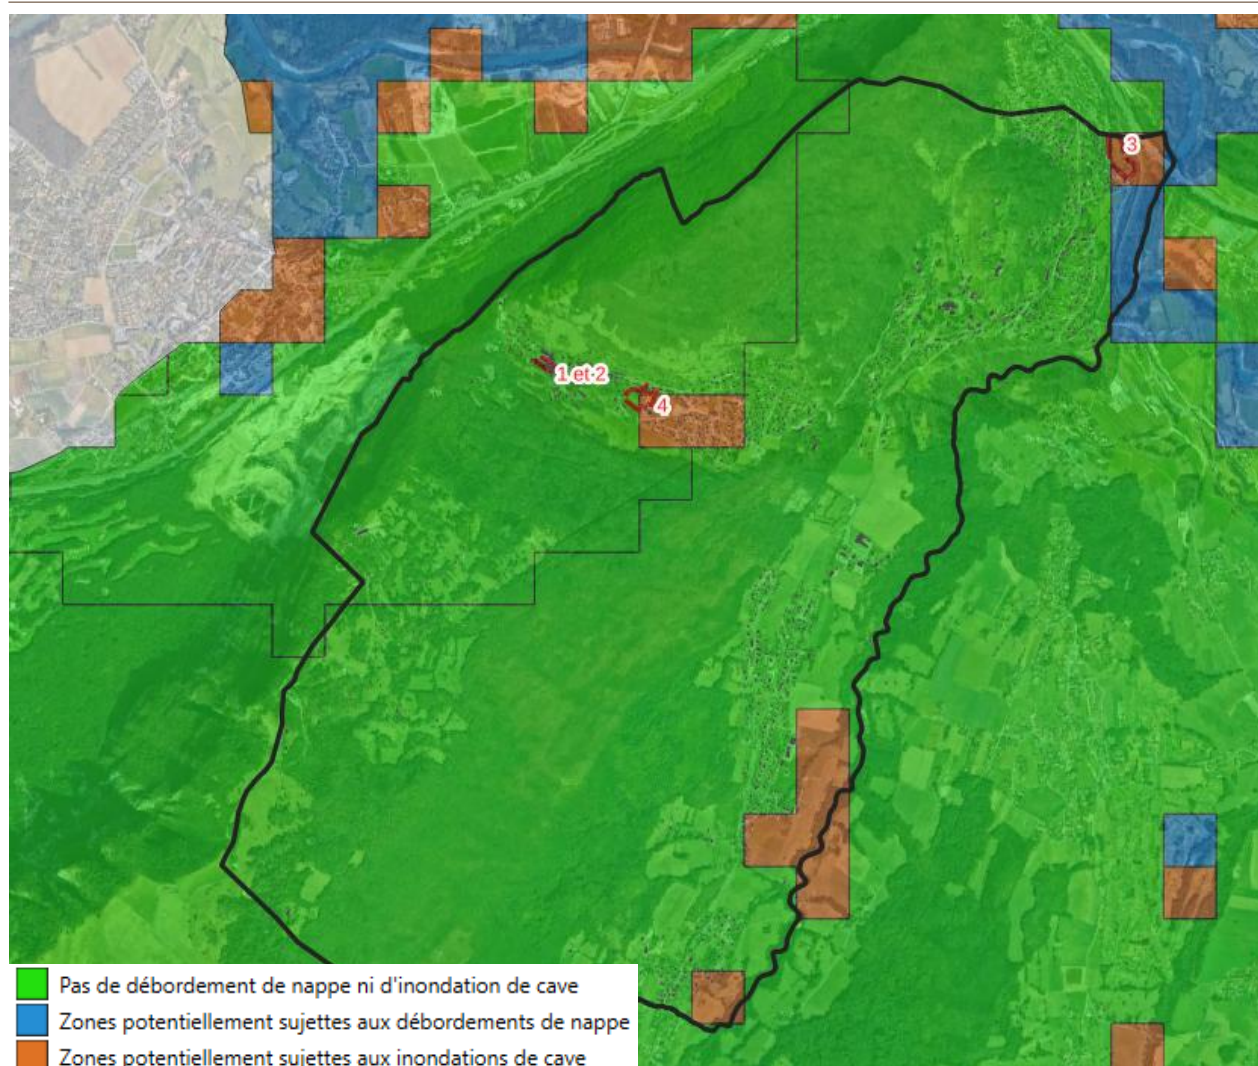 3
1 et 2
4
Pas de débordement de nappe ni d'inondation de cave
Zones potentiellement sujettes aux débordements de nappe
Zones potentiellement sujettes aux inondations de cave